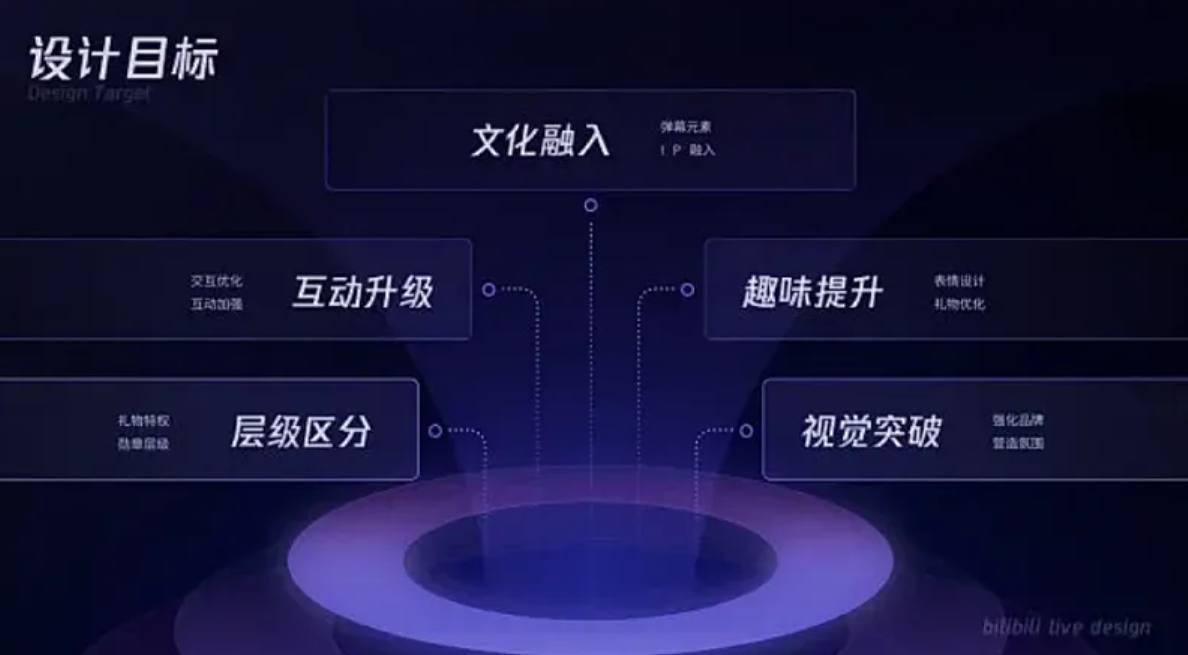 设计目标
Design Target
文化融入
弹幕元素
I P 融入
交互优化
互动加强
互动升级
趣味提升
表情设计
礼物优化
礼物特权
勋章层级
层级区分
视觉突破
强化品牌
营造氛围
bilibili live design